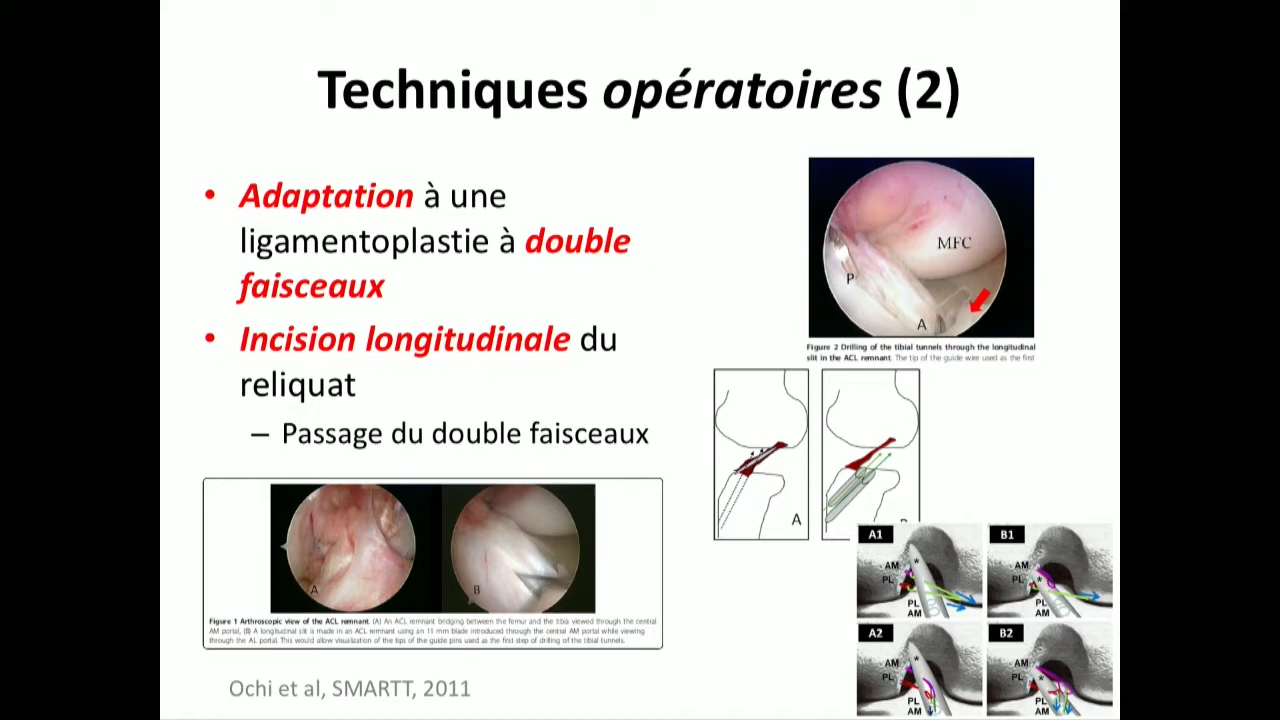 Techniques opératoires (2)
• Adaptation à une
ligamentoplastie à double
faisceaux
• Incision longitudinale du
reliquat
– Passage du double faisceaux
MFC
P
A
Figure 2 Drilling of the tibial tunnels through the longitudinal
slit in the ACL remnant. The tip of the guide wire used as the first
A
A
B
Figure 1 Arthroscopic view of the ACL remnant. (A) An ACL remnant bridging between the femur and the tibia viewed through the central
AM portal, (B) A longitudinal slit is made in an ACL remnant using an 11 mm blade introduced through the central AM portal while viewing
through the AL portal. This would allow visualization of the tips of the guide pins used as the first step of drilling of the tibial tunnels.
A1
AM
PL
*
PL
AM
B1
AM
PL
*
PL
AM
A2
AM
PL
*
PL
AM
B2
AM
PL
*
PL
AM
Ochi et al, SMARTT, 2011